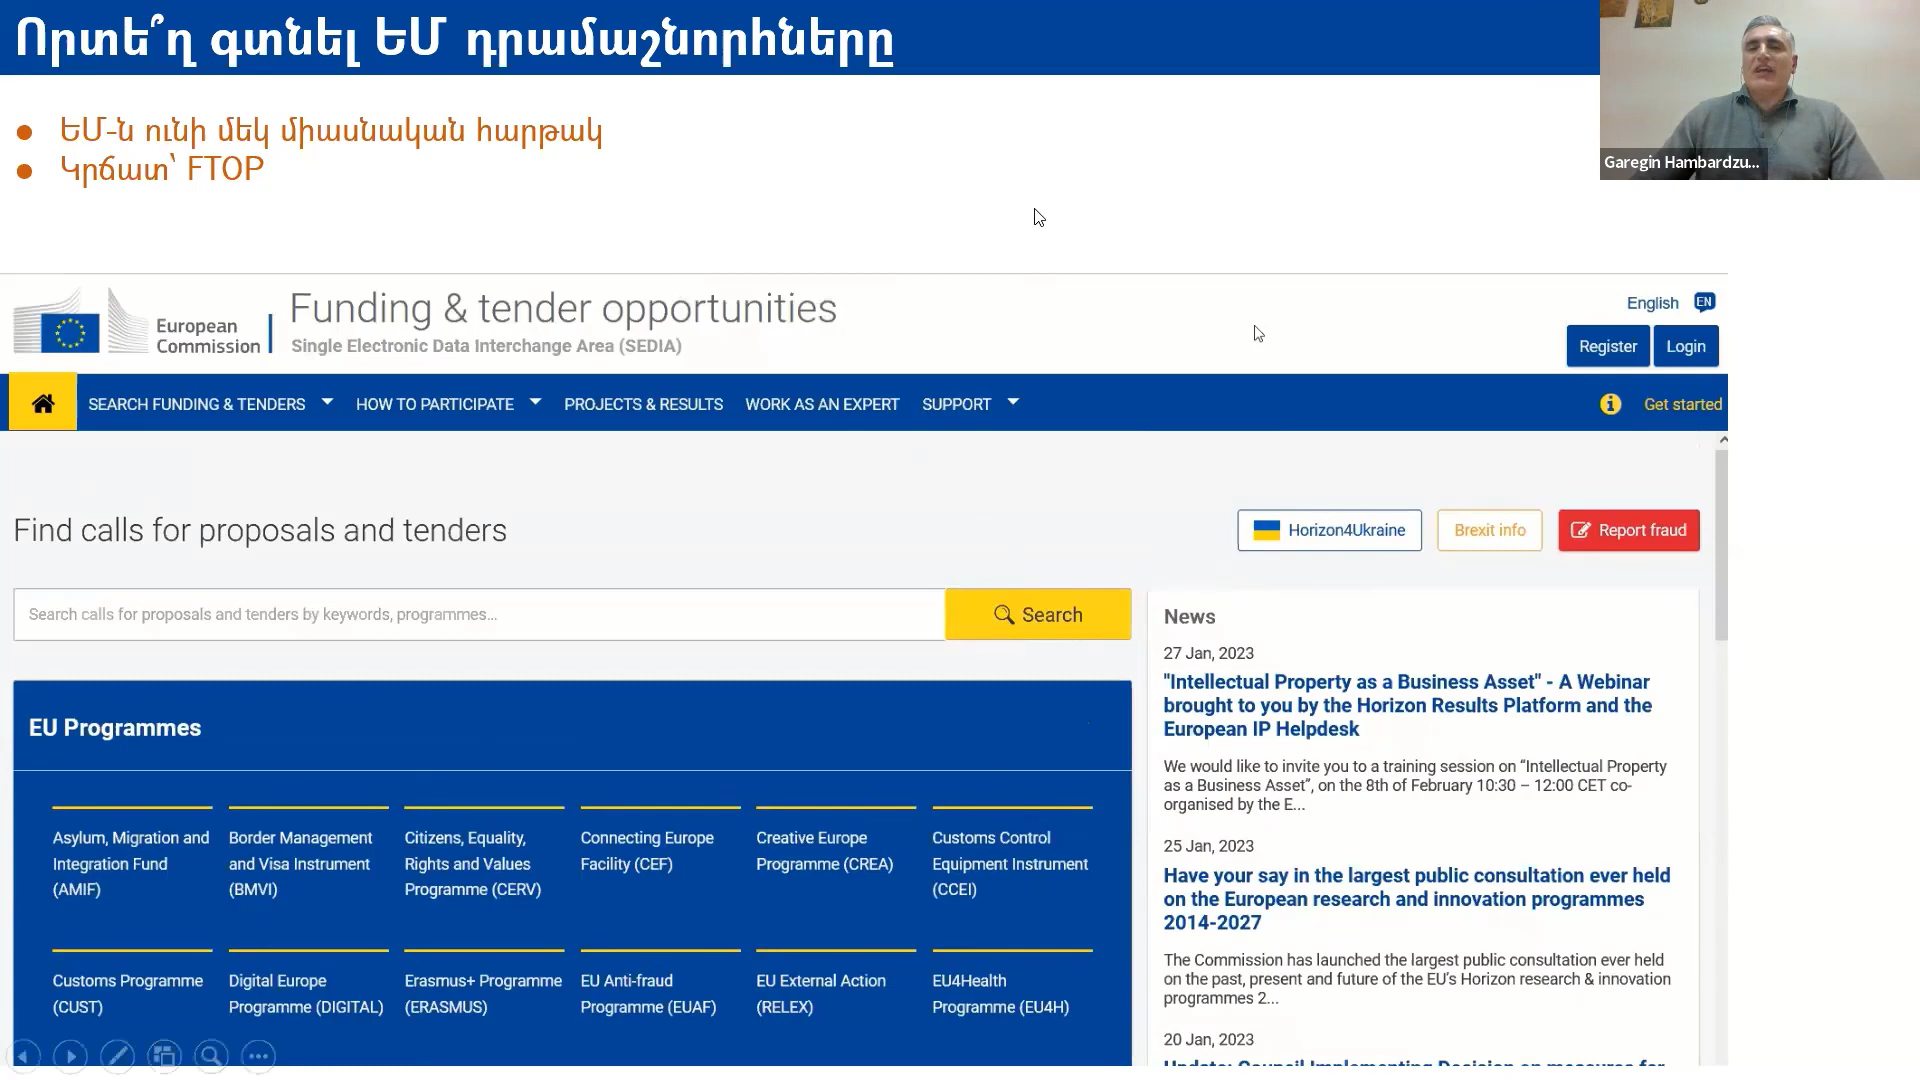 Որտե՞ղ գտնել ԵՄ դրամաշնորհները
● ԵՄ-ն ունի մեկ միասնական հարթակ
● Կրճատ՝ FTOP
Garegin Hambardzu...
European
Commission
Funding & tender opportunities
Single Electronic Data Interchange Area (SEDIA)
English EN
Register Login
SEARCH FUNDING & TENDERS HOW TO PARTICIPATE PROJECTS & RESULTS WORK AS AN EXPERT SUPPORT Get started
Find calls for proposals and tenders
Horizon4Ukraine Brexit info Report fraud
Search calls for proposals and tenders by keywords, programmes...
Search
EU Programmes
Asylum, Migration and
Integration Fund
(AMIF)
Border Management
and Visa Instrument
(BMVI)
Citizens, Equality,
Rights and Values
Programme (CERV)
Connecting Europe
Facility (CEF)
Creative Europe
Programme (CREA)
Customs Control
Equipment Instrument
(CCEI)
Customs Programme
(CUST)
Digital Europe
Programme (DIGITAL)
Erasmus+ Programme
(ERASMUS)
EU Anti-fraud
Programme (EUAF)
EU External Action
(RELEX)
EU4Health
Programme (EU4H)
News
27 Jan, 2023
"Intellectual Property as a Business Asset" - A Webinar
brought to you by the Horizon Results Platform and the
European IP Helpdesk
We would like to invite you to a training session on “Intellectual Property
as a Business Asset”, on the 8th of February 10:30 – 12:00 CET co-
organised by the E...
25 Jan, 2023
Have your say in the largest public consultation ever held
on the European research and innovation programmes
2014-2027
The Commission has launched the largest public consultation ever held
on the past, present and future of the EU’s Horizon research & innovation
programmes 2...
20 Jan, 2023
Update: Council Implementing Decision on measures for